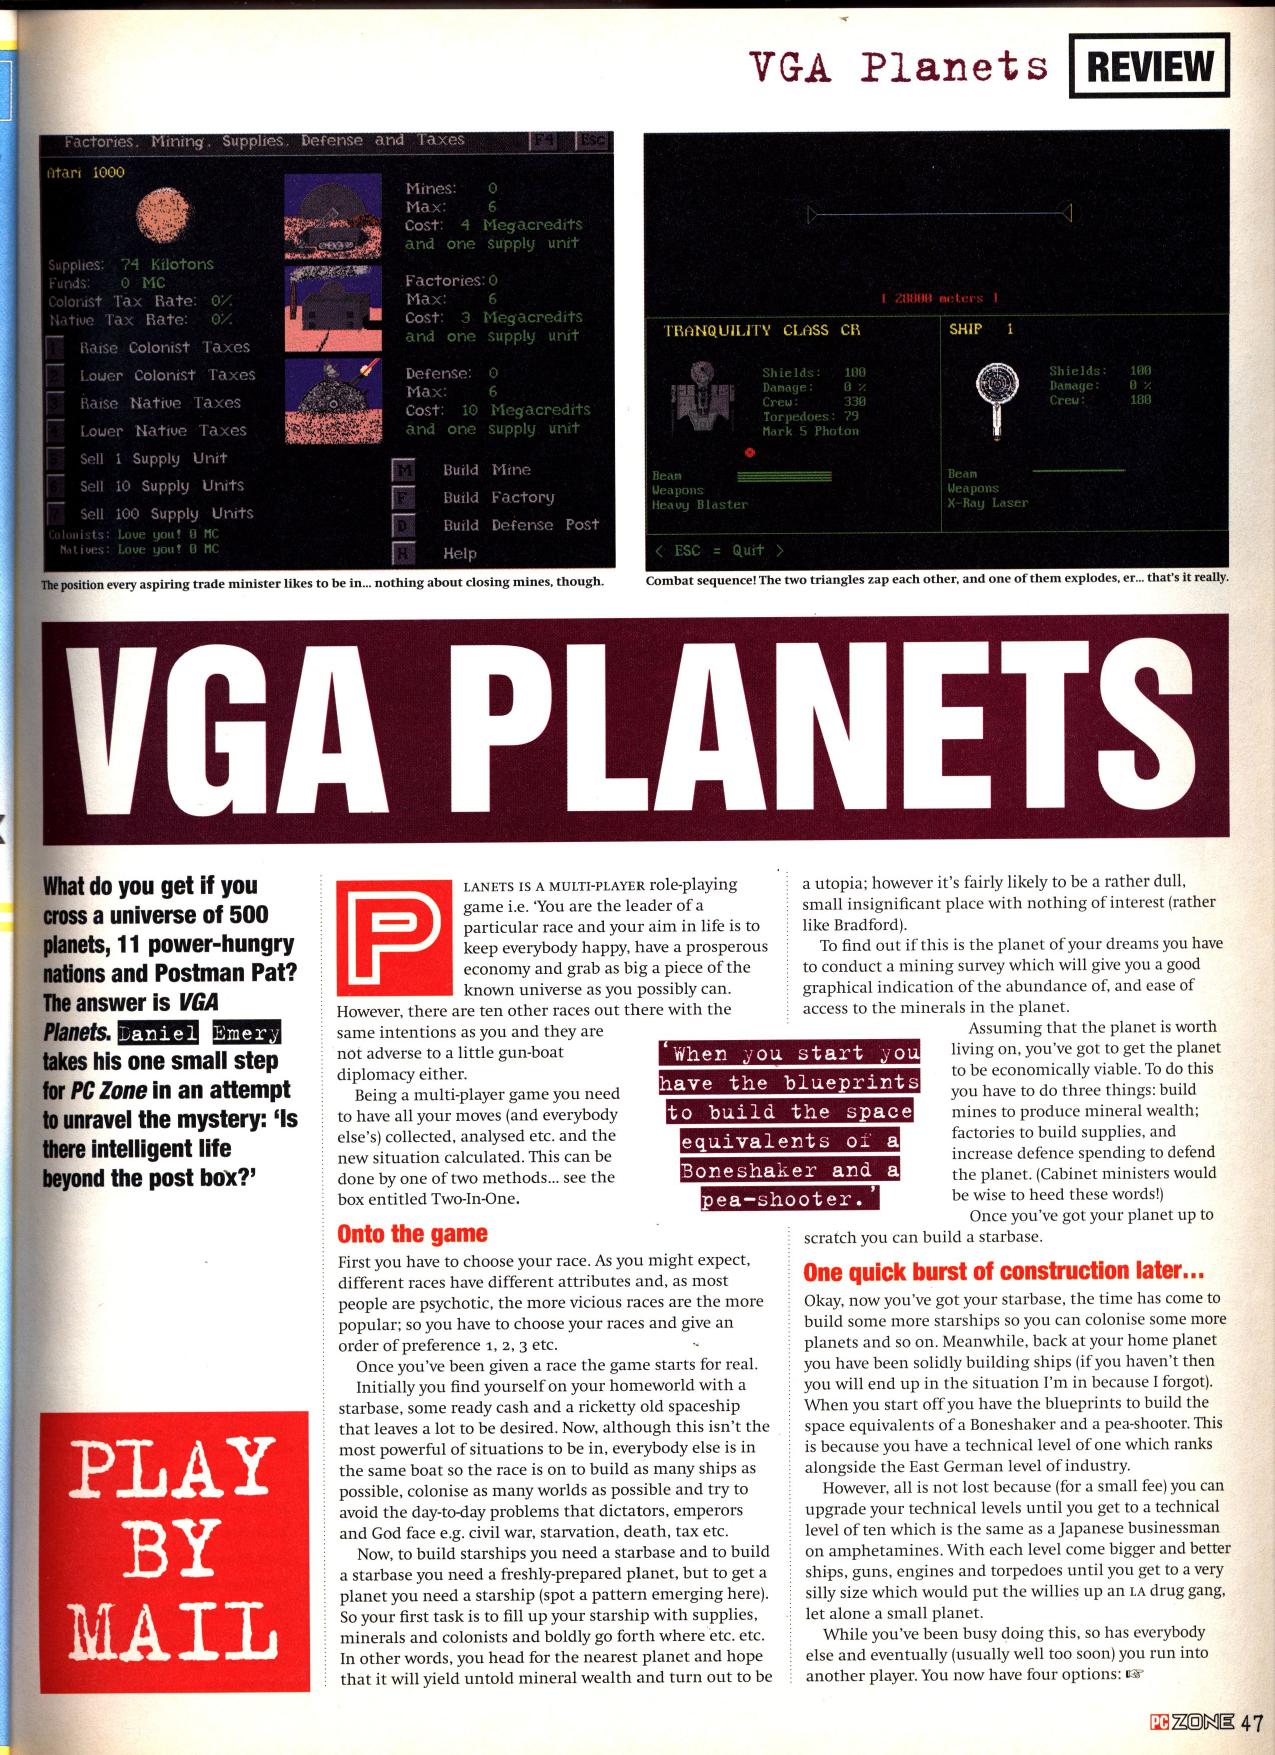 VGA Planets REVIEW
Factories, Mining, Supplies, Defense and Taxes F4 Esc
Atari 1000
Supplies: 74 Kilotons
Funds: 0 MC
Colonist Tax Rate: 0%
Native Tax Rate: 0%
Raise Colonist Taxes
Lower Colonist Taxes
Raise Native Taxes
Lower Native Taxes
Sell 1 Supply Unit
Sell 10 Supply Units
Sell 100 Supply Units
Colonists: Love you! 0 MC
Natives: Love you! 0 MC
Mines: 0
Max: 6
Cost: 4 Megacredits
and one supply unit
Factories: 0
Max: 6
Cost: 3 Megacredits
and one supply unit
Defense: 0
Max: 6
Cost: 10 Megacredits
and one supply unit
M Build Mine
F Build Factory
D Build Defense Post
H Help
The position every aspiring trade minister likes to be in... nothing about closing mines, though.
[ 28800 meters ]
TRANQUILITY CLASS CR
Shields: 100
Damage: 0 %
Crew: 330
Torpedoes: 79
Mark 5 Photon
Beam
Weapons
Heavy Blaster
SHIP 1
Shields: 100
Damage: 0 %
Crew: 180
Beam
Weapons
X-Ray Laser
< ESC = Quit >
Combat sequence! The two triangles zap each other, and one of them explodes, er... that's it really.
VGA PLANETS
What do you get if you
cross a universe of 500
planets, 11 power-hungry
nations and Postman Pat?
The answer is VGA
Planets. Daniel Emery
takes his one small step
for PC Zone in an attempt
to unravel the mystery: 'Is
there intelligent life
beyond the post box?'
PLAY
BY
MAIL
PLANETS IS A MULTI-PLAYER role-playing
game i.e. 'You are the leader of a
particular race and your aim in life is to
keep everybody happy, have a prosperous
economy and grab as big a piece of the
known universe as you possibly can.
However, there are ten other races out there with the
same intentions as you and they are
not adverse to a little gun-boat
diplomacy either.
Being a multi-player game you need
to have all your moves (and everybody
else's) collected, analysed etc. and the
new situation calculated. This can be
done by one of two methods... see the
box entitled Two-In-One.
Onto the game
First you have to choose your race. As you might expect,
different races have different attributes and, as most
people are psychotic, the more vicious races are the more
popular; so you have to choose your races and give an
order of preference 1, 2, 3 etc.
Once you've been given a race the game starts for real.
Initially you find yourself on your homeworld with a
starbase, some ready cash and a ricketty old spaceship
that leaves a lot to be desired. Now, although this isn't the
most powerful of situations to be in, everybody else is in
the same boat so the race is on to build as many ships as
possible, colonise as many worlds as possible and try to
avoid the day-to-day problems that dictators, emperors
and God face e.g. civil war, starvation, death, tax etc.
Now, to build starships you need a starbase and to build
a starbase you need a freshly-prepared planet, but to get a
planet you need a starship (spot a pattern emerging here).
So your first task is to fill up your starship with supplies,
minerals and colonists and boldly go forth where etc. etc.
In other words, you head for the nearest planet and hope
that it will yield untold mineral wealth and turn out to be
'When you start you
have the blueprints
to build the space
equivalents of a
Boneshaker and a
pea-shooter.'
a utopia; however it's fairly likely to be a rather dull,
small insignificant place with nothing of interest (rather
like Bradford).
To find out if this is the planet of your dreams you have
to conduct a mining survey which will give you a good
graphical indication of the abundance of, and ease of
access to the minerals in the planet.
Assuming that the planet is worth
living on, you've got to get the planet
to be economically viable. To do this
you have to do three things: build
mines to produce mineral wealth;
factories to build supplies, and
increase defence spending to defend
the planet. (Cabinet ministers would
be wise to heed these words!)
Once you've got your planet up to
scratch you can build a starbase.
One quick burst of construction later...
Okay, now you've got your starbase, the time has come to
build some more starships so you can colonise some more
planets and so on. Meanwhile, back at your home planet
you have been solidly building ships (if you haven't then
you will end up in the situation I'm in because I forgot).
When you start off you have the blueprints to build the
space equivalents of a Boneshaker and a pea-shooter. This
is because you have a technical level of one which ranks
alongside the East German level of industry.
However, all is not lost because (for a small fee) you can
upgrade your technical levels until you get to a technical
level of ten which is the same as a Japanese businessman
on amphetamines. With each level come bigger and better
ships, guns, engines and torpedoes until you get to a very
silly size which would put the willies up an LA drug gang,
let alone a small planet.
While you've been busy doing this, so has everybody
else and eventually (usually well too soon) you run into
another player. You now have four options: ☞
PC ZONE 47